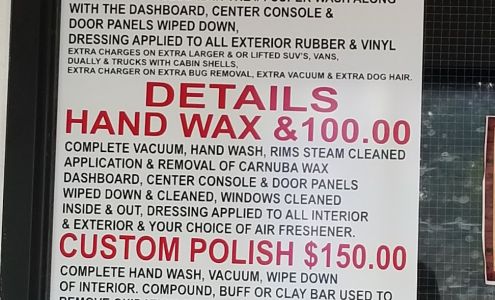 WITH THE DASHBOARD, CENTER CONSOLE &
DOOR PANELS WIPED DOWN,
DRESSING APPLIED TO ALL EXTERIOR RUBBER & VINYL
EXTRA CHARGES ON EXTRA LARGER & OR LIFTED SUV'S, VANS,
DUALLY & TRUCKS WITH CABIN SHELLS,
EXTRA CHARGER ON EXTRA BUG REMOVAL, EXTRA VACUUM & EXTRA DOG HAIR.
DETAILS
HAND WAX &100.00
COMPLETE VACUUM, HAND WASH, RIMS STEAM CLEANED
APPLICATION & REMOVAL OF CARNUBA WAX
DASHBOARD, CENTER CONSOLE & DOOR PANELS
WIPED DOWN & CLEANED, WINDOWS CLEANED
INSIDE & OUT, DRESSING APPLIED TO ALL INTERIOR
& EXTERIOR & YOUR CHOICE OF AIR FRESHENER.
CUSTOM POLISH $150.00
COMPLETE HAND WASH, VACUUM, WIPE DOWN
OF INTERIOR. COMPOUND, BUFF OR CLAY BAR USED TO